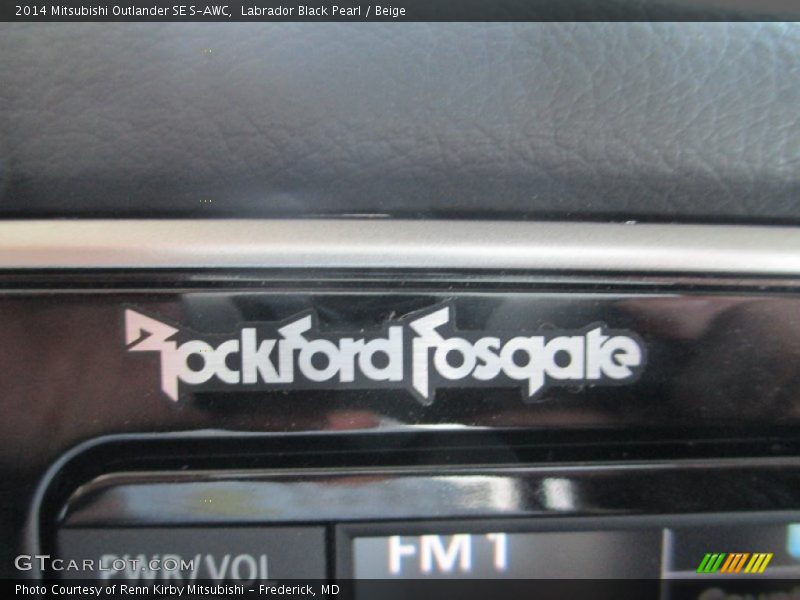 2014 Mitsubishi Outlander SE S-AWC,  Labrador Black Pearl / Beige
Rockford Fosgate
FM 1
PWR/VOL
GTcarlot.com
Photo Courtesy of Renn Kirby Mitsubishi - Frederick, MD